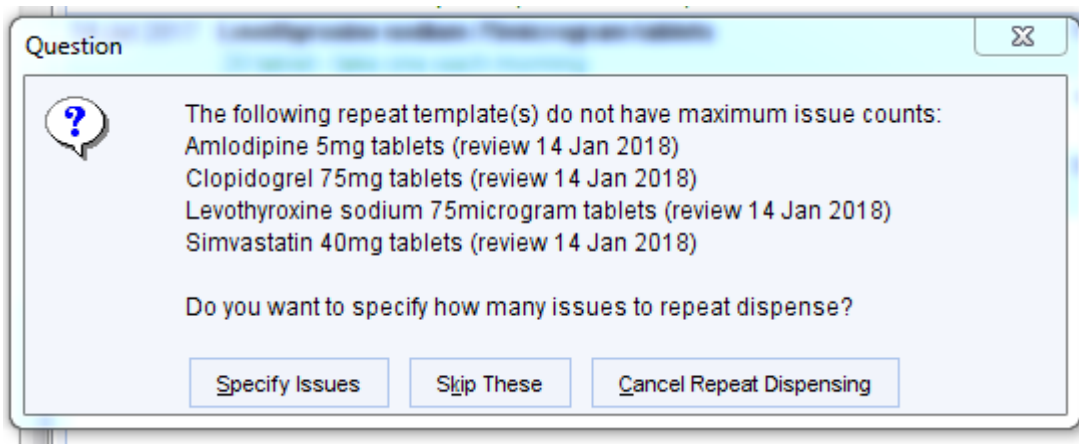 Question
The following repeat template(s) do not have maximum issue counts:
Amlodipine 5mg tablets (review 14 Jan 2018)
Clopidogrel 75mg tablets (review 14 Jan 2018)
Levothyroxine sodium 75microgram tablets (review 14 Jan 2018)
Simvastatin 40mg tablets (review 14 Jan 2018)
Do you want to specify how many issues to repeat dispense?
Specify Issues Skip These Cancel Repeat Dispensing